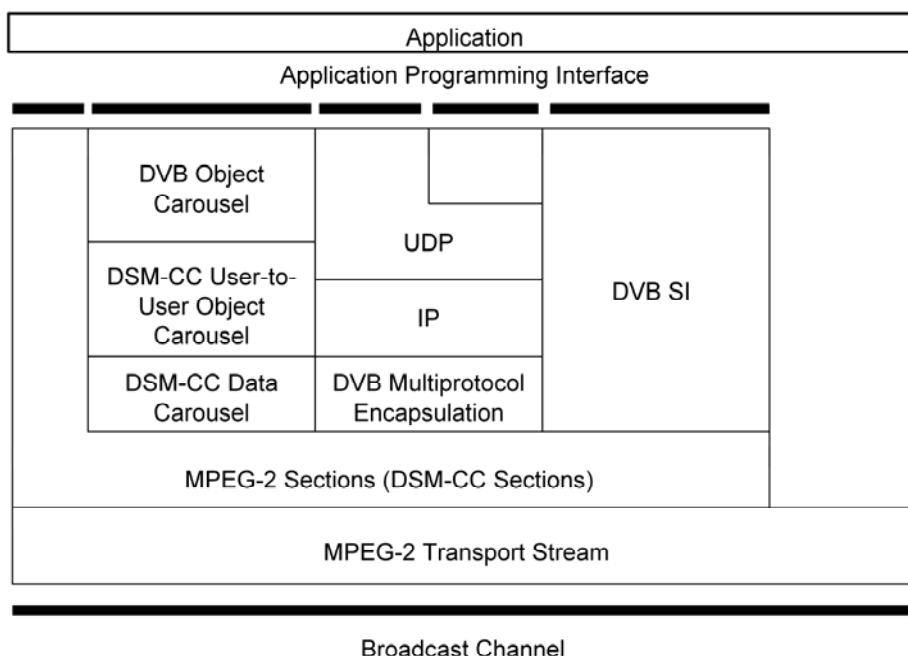 Application
Application Programming Interface
DVB Object
Carousel
DSM-CC User-to-
User Object
Carousel
DSM-CC Data
Carousel
UDP
IP
DVB Multiprotocol
Encapsulation
DVB SI
MPEG-2 Sections (DSM-CC Sections)
MPEG-2 Transport Stream
Broadcast Channel